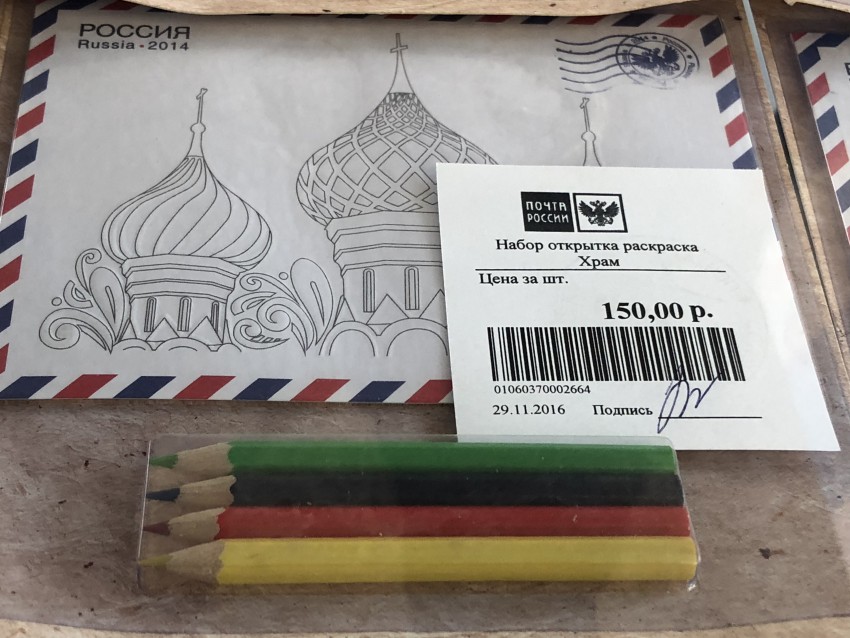 РОССИЯ
Russia • 2014
ПОЧТА
РОССИИ
Набор открытка раскраска
Храм
Цена за шт.
150,00 р.
01060370002664
29.11.2016 Подпись